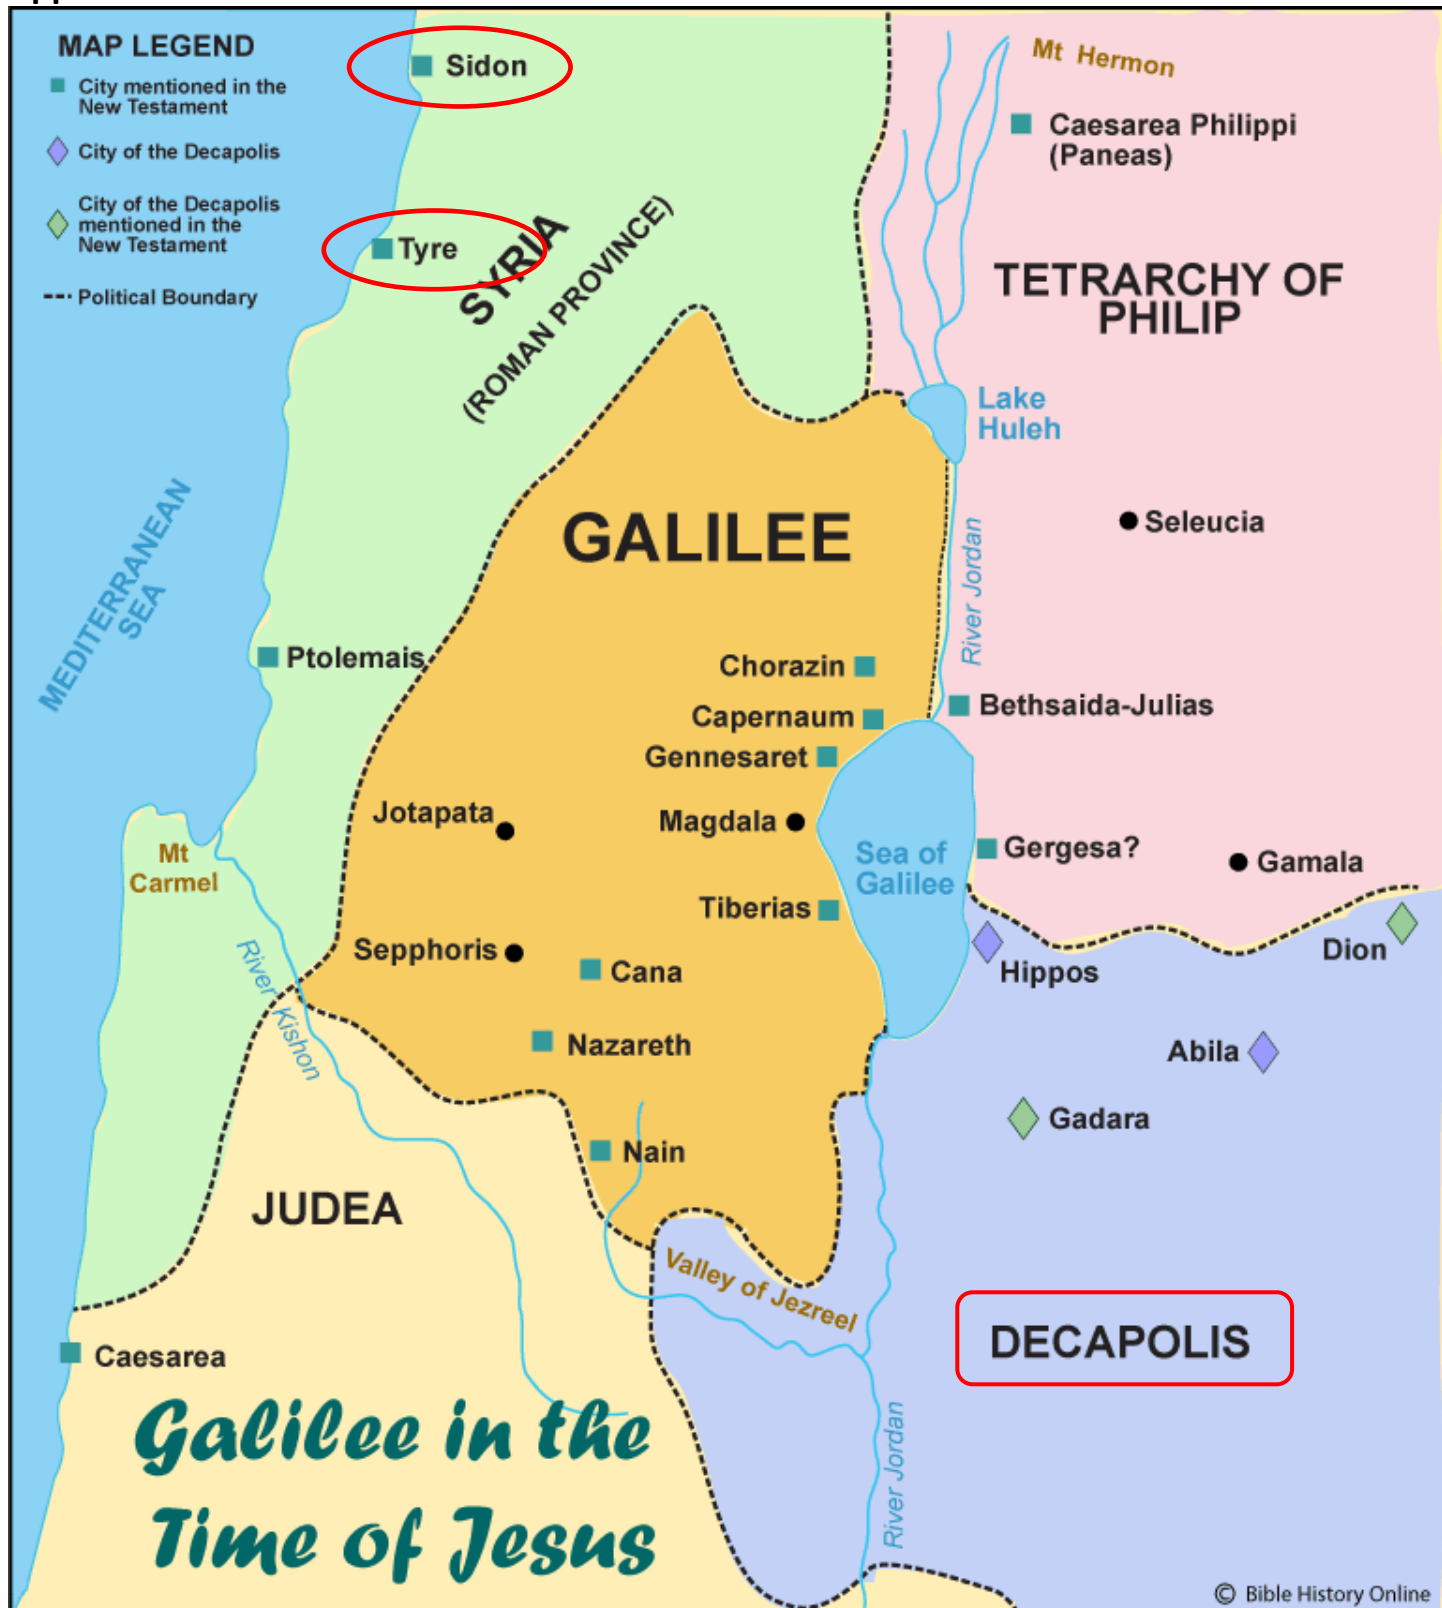 MAP LEGEND
City mentioned in the
New Testament
City of the Decapolis
City of the Decapolis
mentioned in the
New Testament
Political Boundary
Sidon
Mt Hermon
Caesarea Philippi
(Paneas)
Tyre
SYRIA
(ROMAN PROVINCE)
TETRARCHY OF
PHILIP
Lake
Huleh
MEDITERRANEAN
SEA
GALILEE
Seleucia
River Jordan
Ptolemais
Chorazin
Capernaum
Bethsaida-Julias
Gennesaret
Jotapata
Magdala
Mt
Carmel
Sea of
Galilee
Gergesa?
Gamala
Tiberias
Sepphoris
Cana
Hippos
Dion
River Kishon
Nazareth
Abila
Gadara
Nain
JUDEA
Valley of Jezreel
DECAPOLIS
Caesarea
River Jordan
Galilee in the
Time of Jesus
© Bible History Online